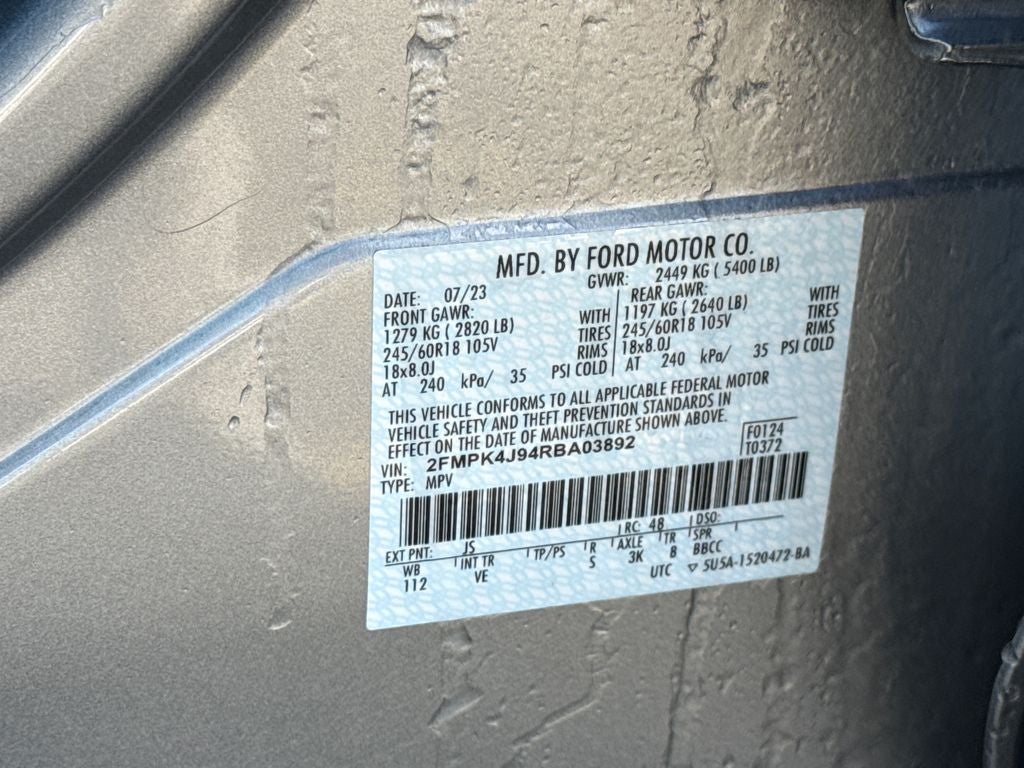 MFD. BY FORD MOTOR CO.
DATE: 07/23 GVWR: 2449 KG ( 5400 LB)
FRONT GAWR: REAR GAWR:
1279 KG ( 2820 LB) WITH 1197 KG ( 2640 LB) WITH
245/60R18 105V TIRES 245/60R18 105V TIRES
18x8.0J RIMS 18x8.0J RIMS
AT 240 kPa/ 35 PSI COLD AT 240 kPa/ 35 PSI COLD
THIS VEHICLE CONFORMS TO ALL APPLICABLE FEDERAL MOTOR
VEHICLE SAFETY AND THEFT PREVENTION STANDARDS IN
EFFECT ON THE DATE OF MANUFACTURE SHOWN ABOVE.
VIN: 2FMPK4J94RBA03892 F0124
TYPE: MPV T0372
EXT PNT: JS RC: 48 DSO:
WB INT TR TP/PS R AXLE TR SPR
112 VE S 3K 8 BBCC
UTC ▽ 5U5A-1520472-BA